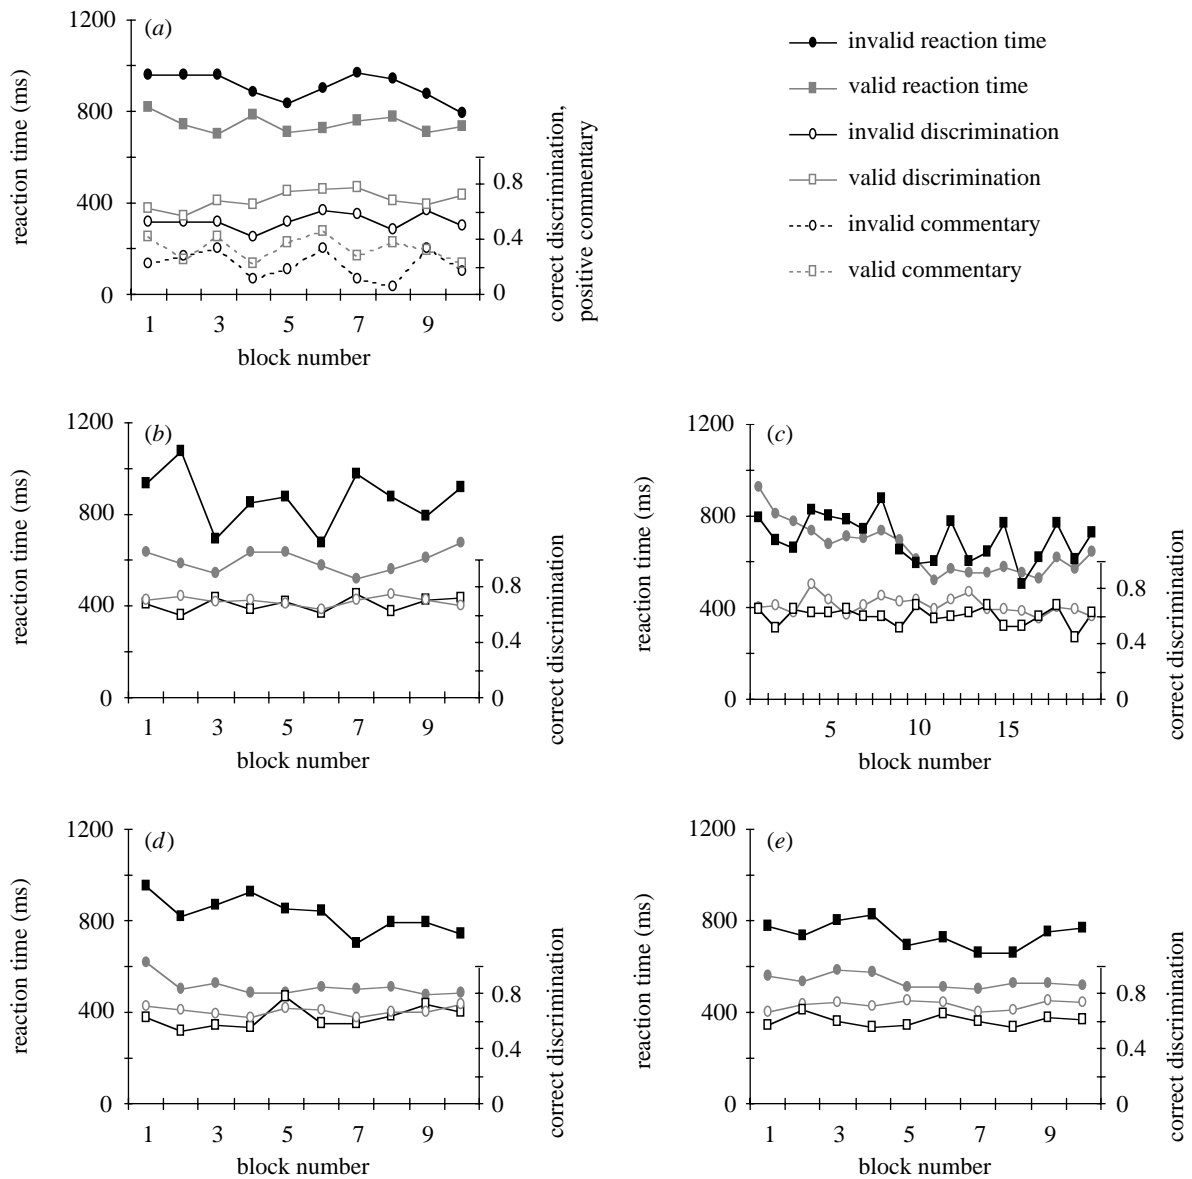 (a)
1200
800
400
0
reaction time (ms)
0.8
0.4
0
correct discrimination,
positive commentary
1 3 5 7 9
block number
invalid reaction time
valid reaction time
invalid discrimination
valid discrimination
invalid commentary
valid commentary
(b)
1200
800
400
0
reaction time (ms)
0.8
0.4
0
correct discrimination
1 3 5 7 9
block number
(c)
1200
800
400
0
reaction time (ms)
0.8
0.4
0
correct discrimination
5 10 15
block number
(d)
1200
800
400
0
reaction time (ms)
0.8
0.4
0
correct discrimination
1 3 5 7 9
block number
(e)
1200
800
400
0
reaction time (ms)
0.8
0.4
0
correct discrimination
1 3 5 7 9
block number